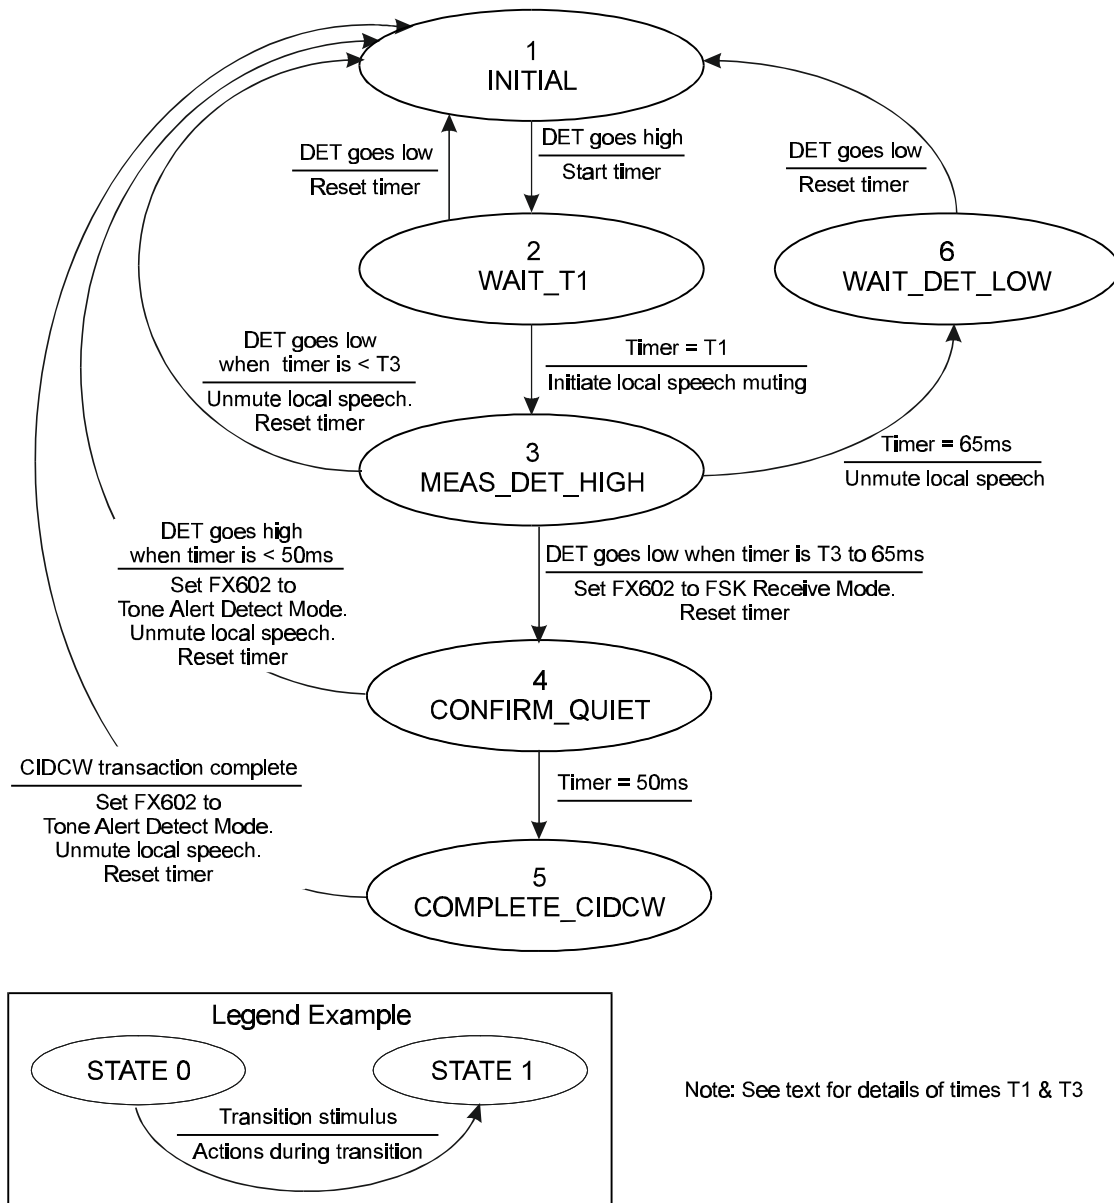 1
INITIAL
DET goes low
Reset timer
DET goes high
Start timer
DET goes low
Reset timer
2
WAIT_T1
6
WAIT_DET_LOW
DET goes low
when timer is < T3
Unmute local speech.
Reset timer
Timer = T1
Initiate local speech muting
3
MEAS_DET_HIGH
Timer = 65ms
Unmute local speech
DET goes high
when timer is < 50ms
Set FX602 to
Tone Alert Detect Mode.
Unmute local speech.
Reset timer
DET goes low when timer is T3 to 65ms
Set FX602 to FSK Receive Mode.
Reset timer
4
CONFIRM_QUIET
CIDCW transaction complete
Set FX602 to
Tone Alert Detect Mode.
Unmute local speech.
Reset timer
Timer = 50ms
5
COMPLETE_CIDCW
Legend Example
STATE 0
STATE 1
Transition stimulus
Actions during transition
Note: See text for details of times T1 & T3